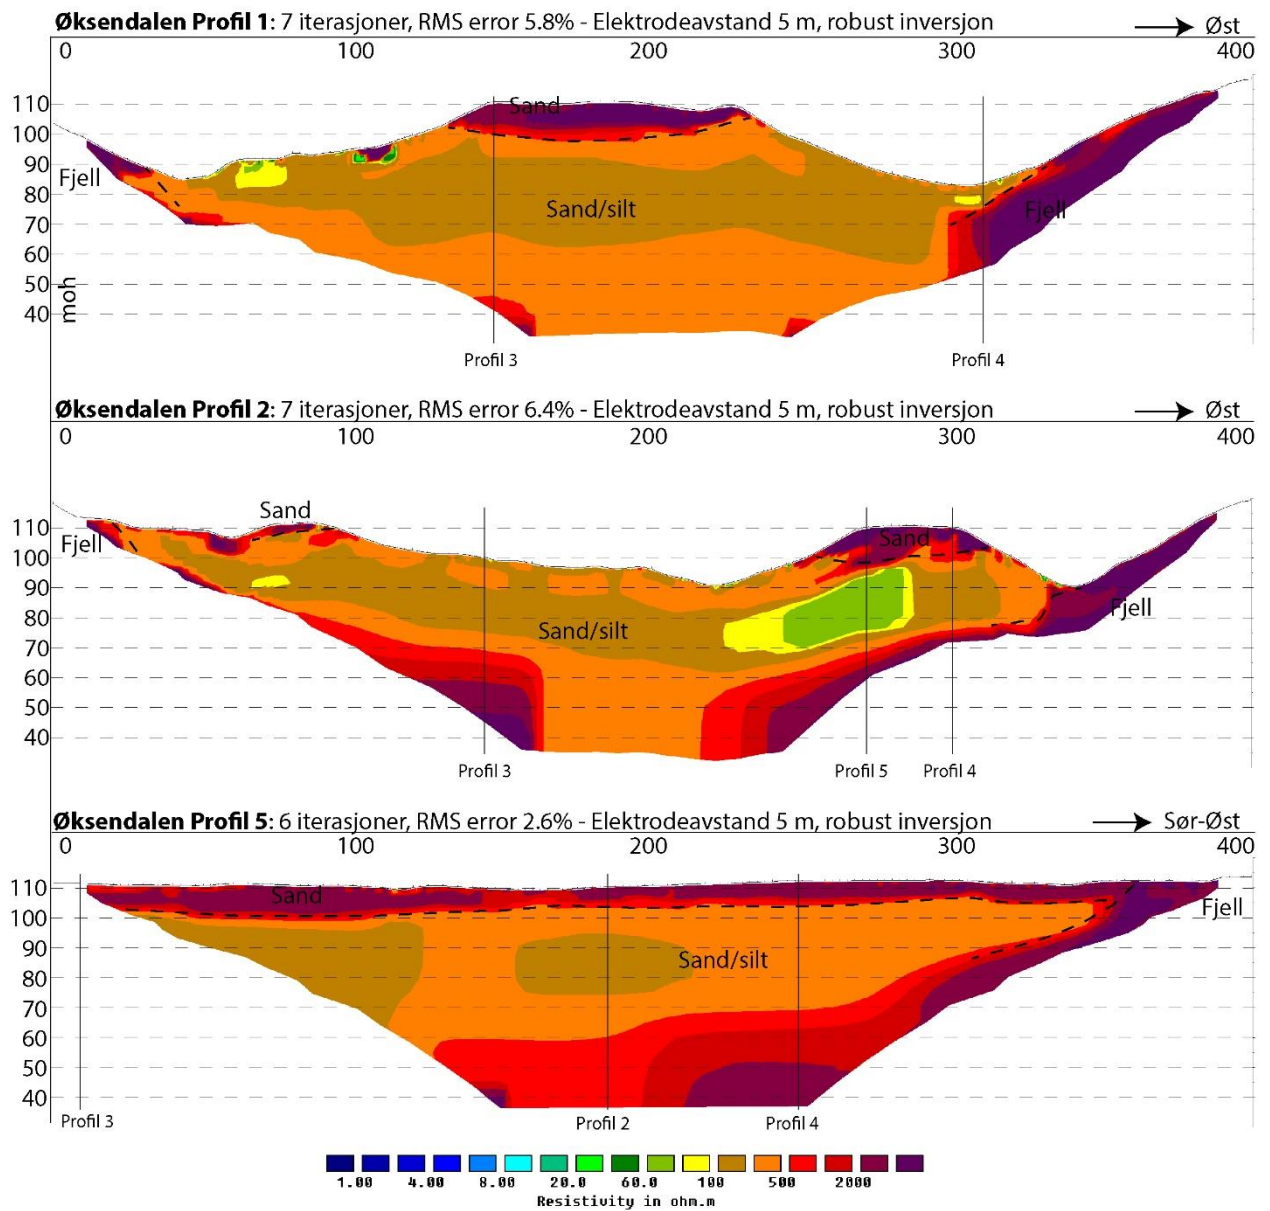 Øksendalen Profil 1: 7 iterasjoner, RMS error 5.8% - Elektrodeavstand 5 m, robust inversjon Øst
0 100 200 300 400
110
100
90
80
70
60
50
40
moh
Fjell
Sand
Sand/silt
Fjell
Profil 3 Profil 4
Øksendalen Profil 2: 7 iterasjoner, RMS error 6.4% - Elektrodeavstand 5 m, robust inversjon Øst
0 100 200 300 400
110
100
90
80
70
60
50
40
Sand
Fjell
Sand
Sand/silt
Fjell
Profil 3 Profil 5 Profil 4
Øksendalen Profil 5: 6 iterasjoner, RMS error 2.6% - Elektrodeavstand 5 m, robust inversjon Sør-Øst
0 100 200 300 400
110
100
90
80
70
60
50
40
Sand
Fjell
Sand/silt
Profil 3 Profil 2 Profil 4
1.00 4.00 8.00 20.0 60.0 100 500 2000
Resistivity in ohm.m